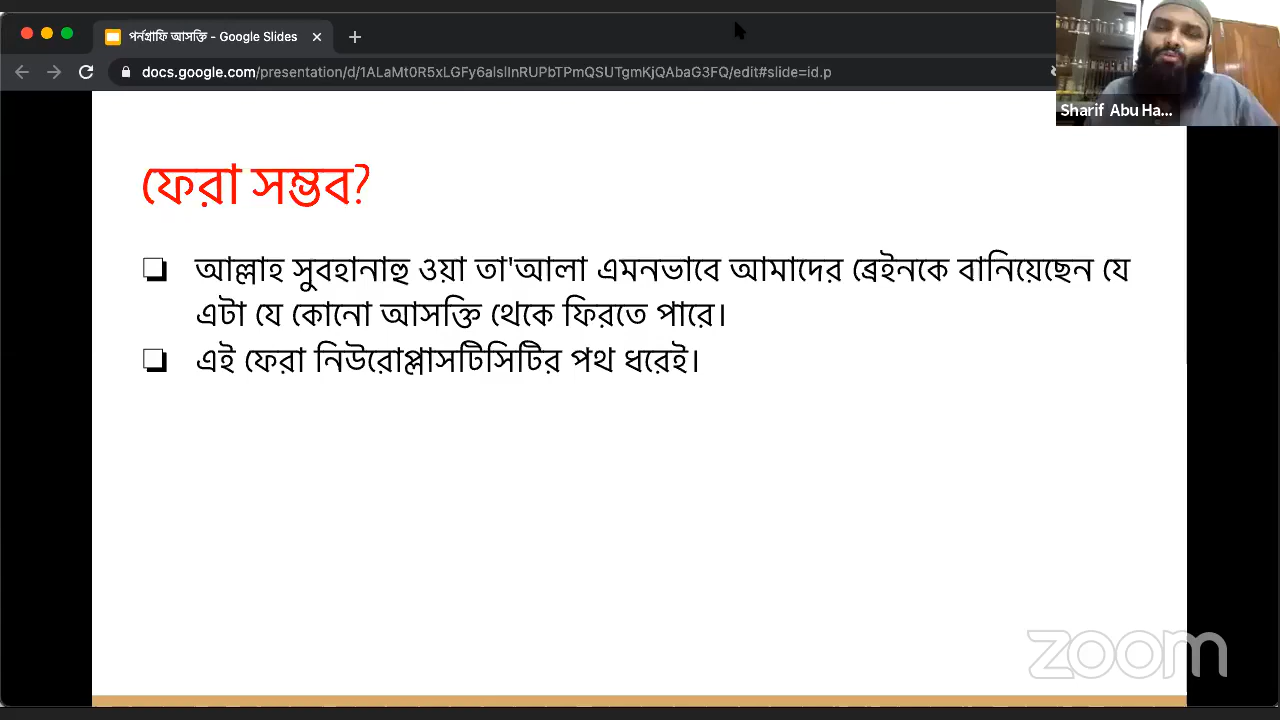 পর্নগ্রাফি আসক্তি - Google Slides
docs.google.com/presentation/d/1ALaMt0R5xLGFy6alslInRUPbTPmQSUTgmKjQAbaG3FQ/edit#slide=id.p
Sharif Abu Ha...
ফেরা সম্ভব?
আল্লাহ সুবহানাহু ওয়া তা'আলা এমনভাবে আমাদের ব্রেইনকে বানিয়েছেন যে
এটা যে কোনো আসক্তি থেকে ফিরতে পারে।
এই ফেরা নিউরোপ্লাসটিসিটির পথ ধরেই।
zoom